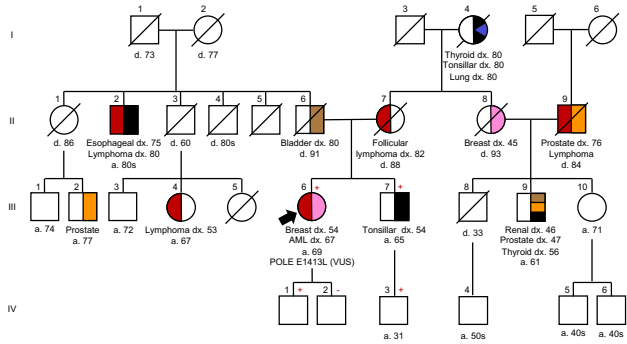 I
1
2
3
4
5
6
d. 73
d. 77
Thyroid dx. 80
Tonsillar dx. 80
Lung dx. 80
II
1
2
3
4
5
6
7
8
9
d. 86
Esophageal dx. 75
Lymphoma dx. 80
a. 80s
d. 60
d. 80s
Bladder dx. 80
d. 91
Follicular
lymphoma dx. 82
d. 88
Breast dx. 45
d. 93
Prostate dx. 76
Lymphoma
d. 84
III
1
2
3
4
5
6
+
7
+
8
9
10
a. 74
Prostate
a. 77
a. 72
Lymphoma dx. 53
a. 67
Breast dx. 54
AML dx. 67
a. 69
POLE E1413L (VUS)
Tonsillar dx. 54
a. 65
d. 33
Renal dx. 46
Prostate dx. 47
Thyroid dx. 56
a. 61
a. 71
IV
1
+
2
-
3
+
4
5
6
a. 31
a. 50s
a. 40s
a. 40s